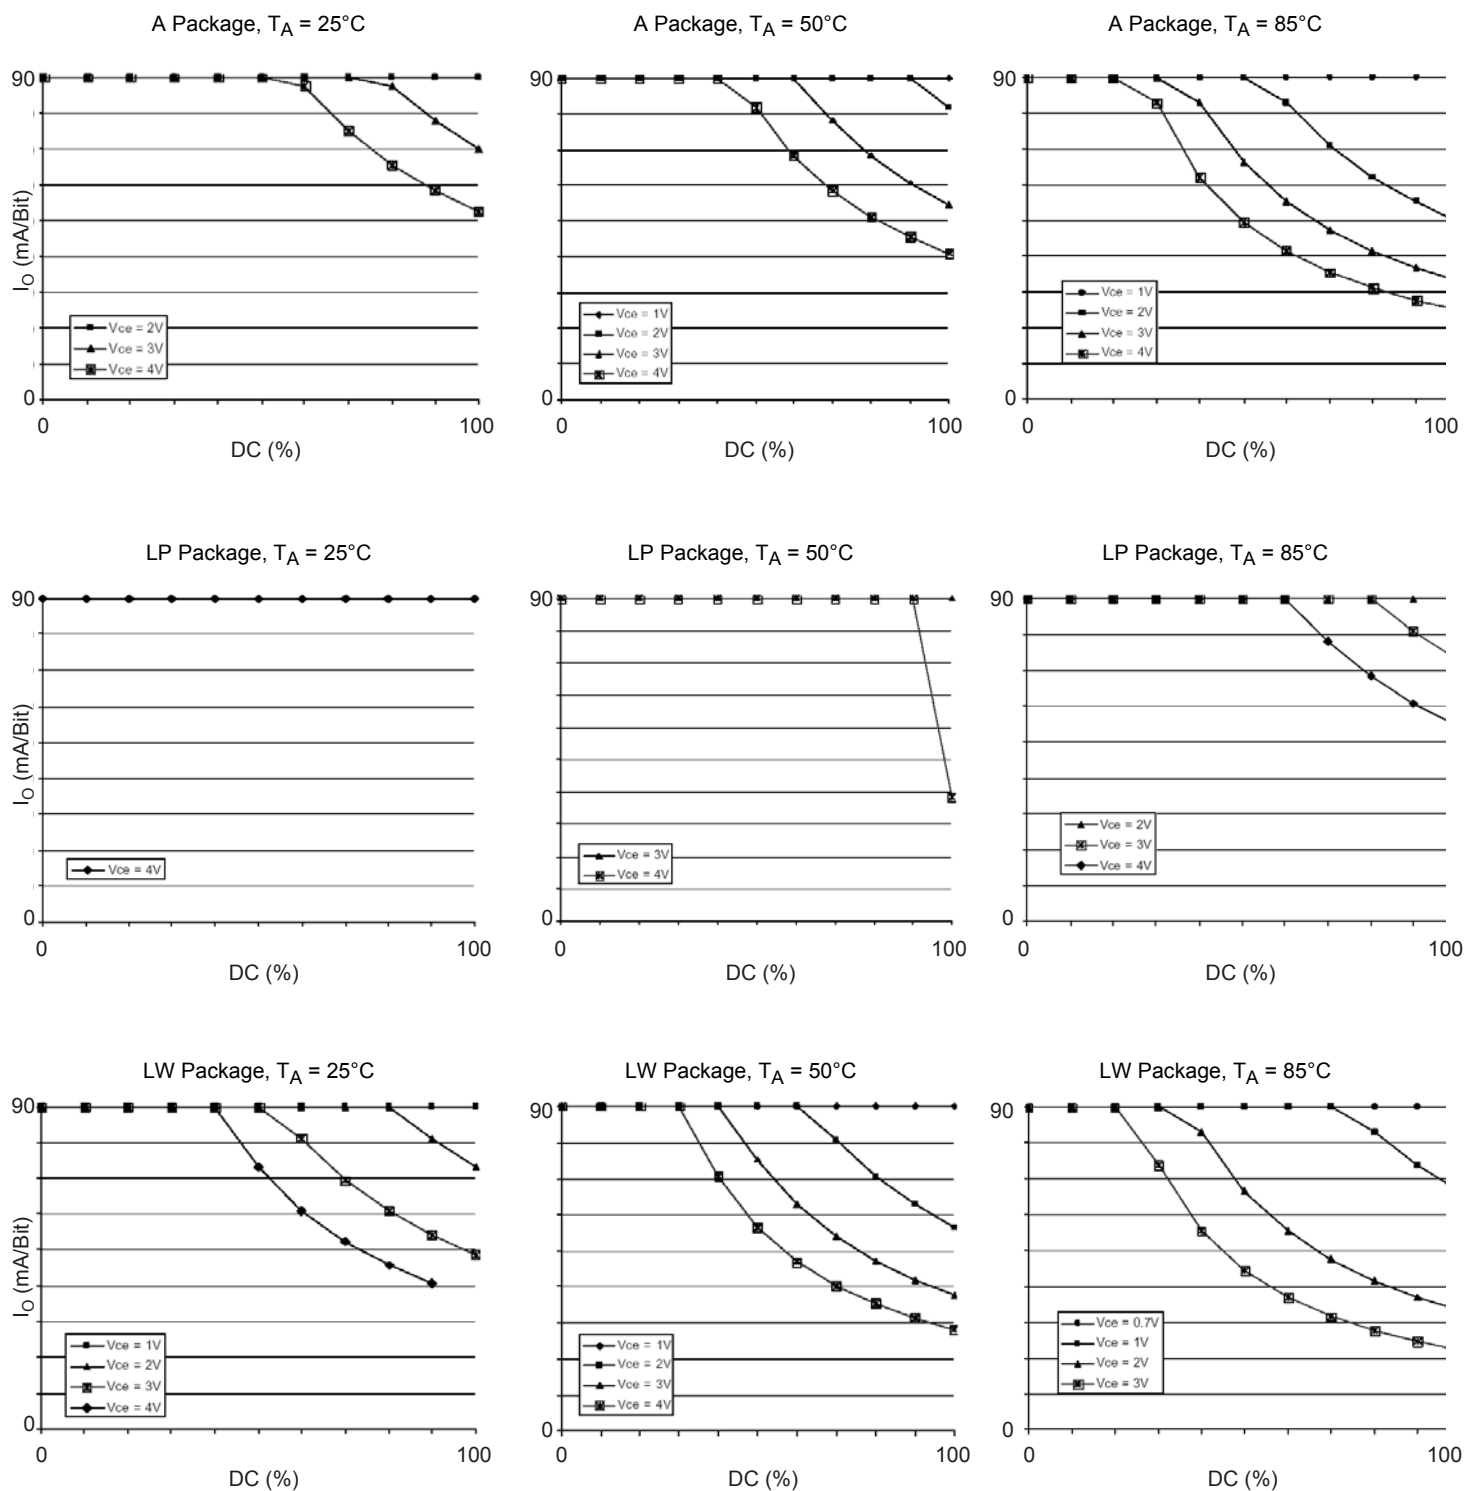 A Package, TA = 25°C
90
IO (mA/Bit)
Vce = 2V
Vce = 3V
Vce = 4V
0
0
100
DC (%)
A Package, TA = 50°C
90
Vce = 1V
Vce = 2V
Vce = 3V
Vce = 4V
0
0
100
DC (%)
A Package, TA = 85°C
90
Vce = 1V
Vce = 2V
Vce = 3V
Vce = 4V
0
0
100
DC (%)
LP Package, TA = 25°C
90
IO (mA/Bit)
Vce = 4V
0
0
100
DC (%)
LP Package, TA = 50°C
90
Vce = 3V
Vce = 4V
0
0
100
DC (%)
LP Package, TA = 85°C
90
Vce = 2V
Vce = 3V
Vce = 4V
0
0
100
DC (%)
LW Package, TA = 25°C
90
IO (mA/Bit)
Vce = 1V
Vce = 2V
Vce = 3V
Vce = 4V
0
0
100
DC (%)
LW Package, TA = 50°C
90
Vce = 1V
Vce = 2V
Vce = 3V
Vce = 4V
0
0
100
DC (%)
LW Package, TA = 85°C
90
Vce = 0.7V
Vce = 1V
Vce = 2V
Vce = 3V
0
0
100
DC (%)